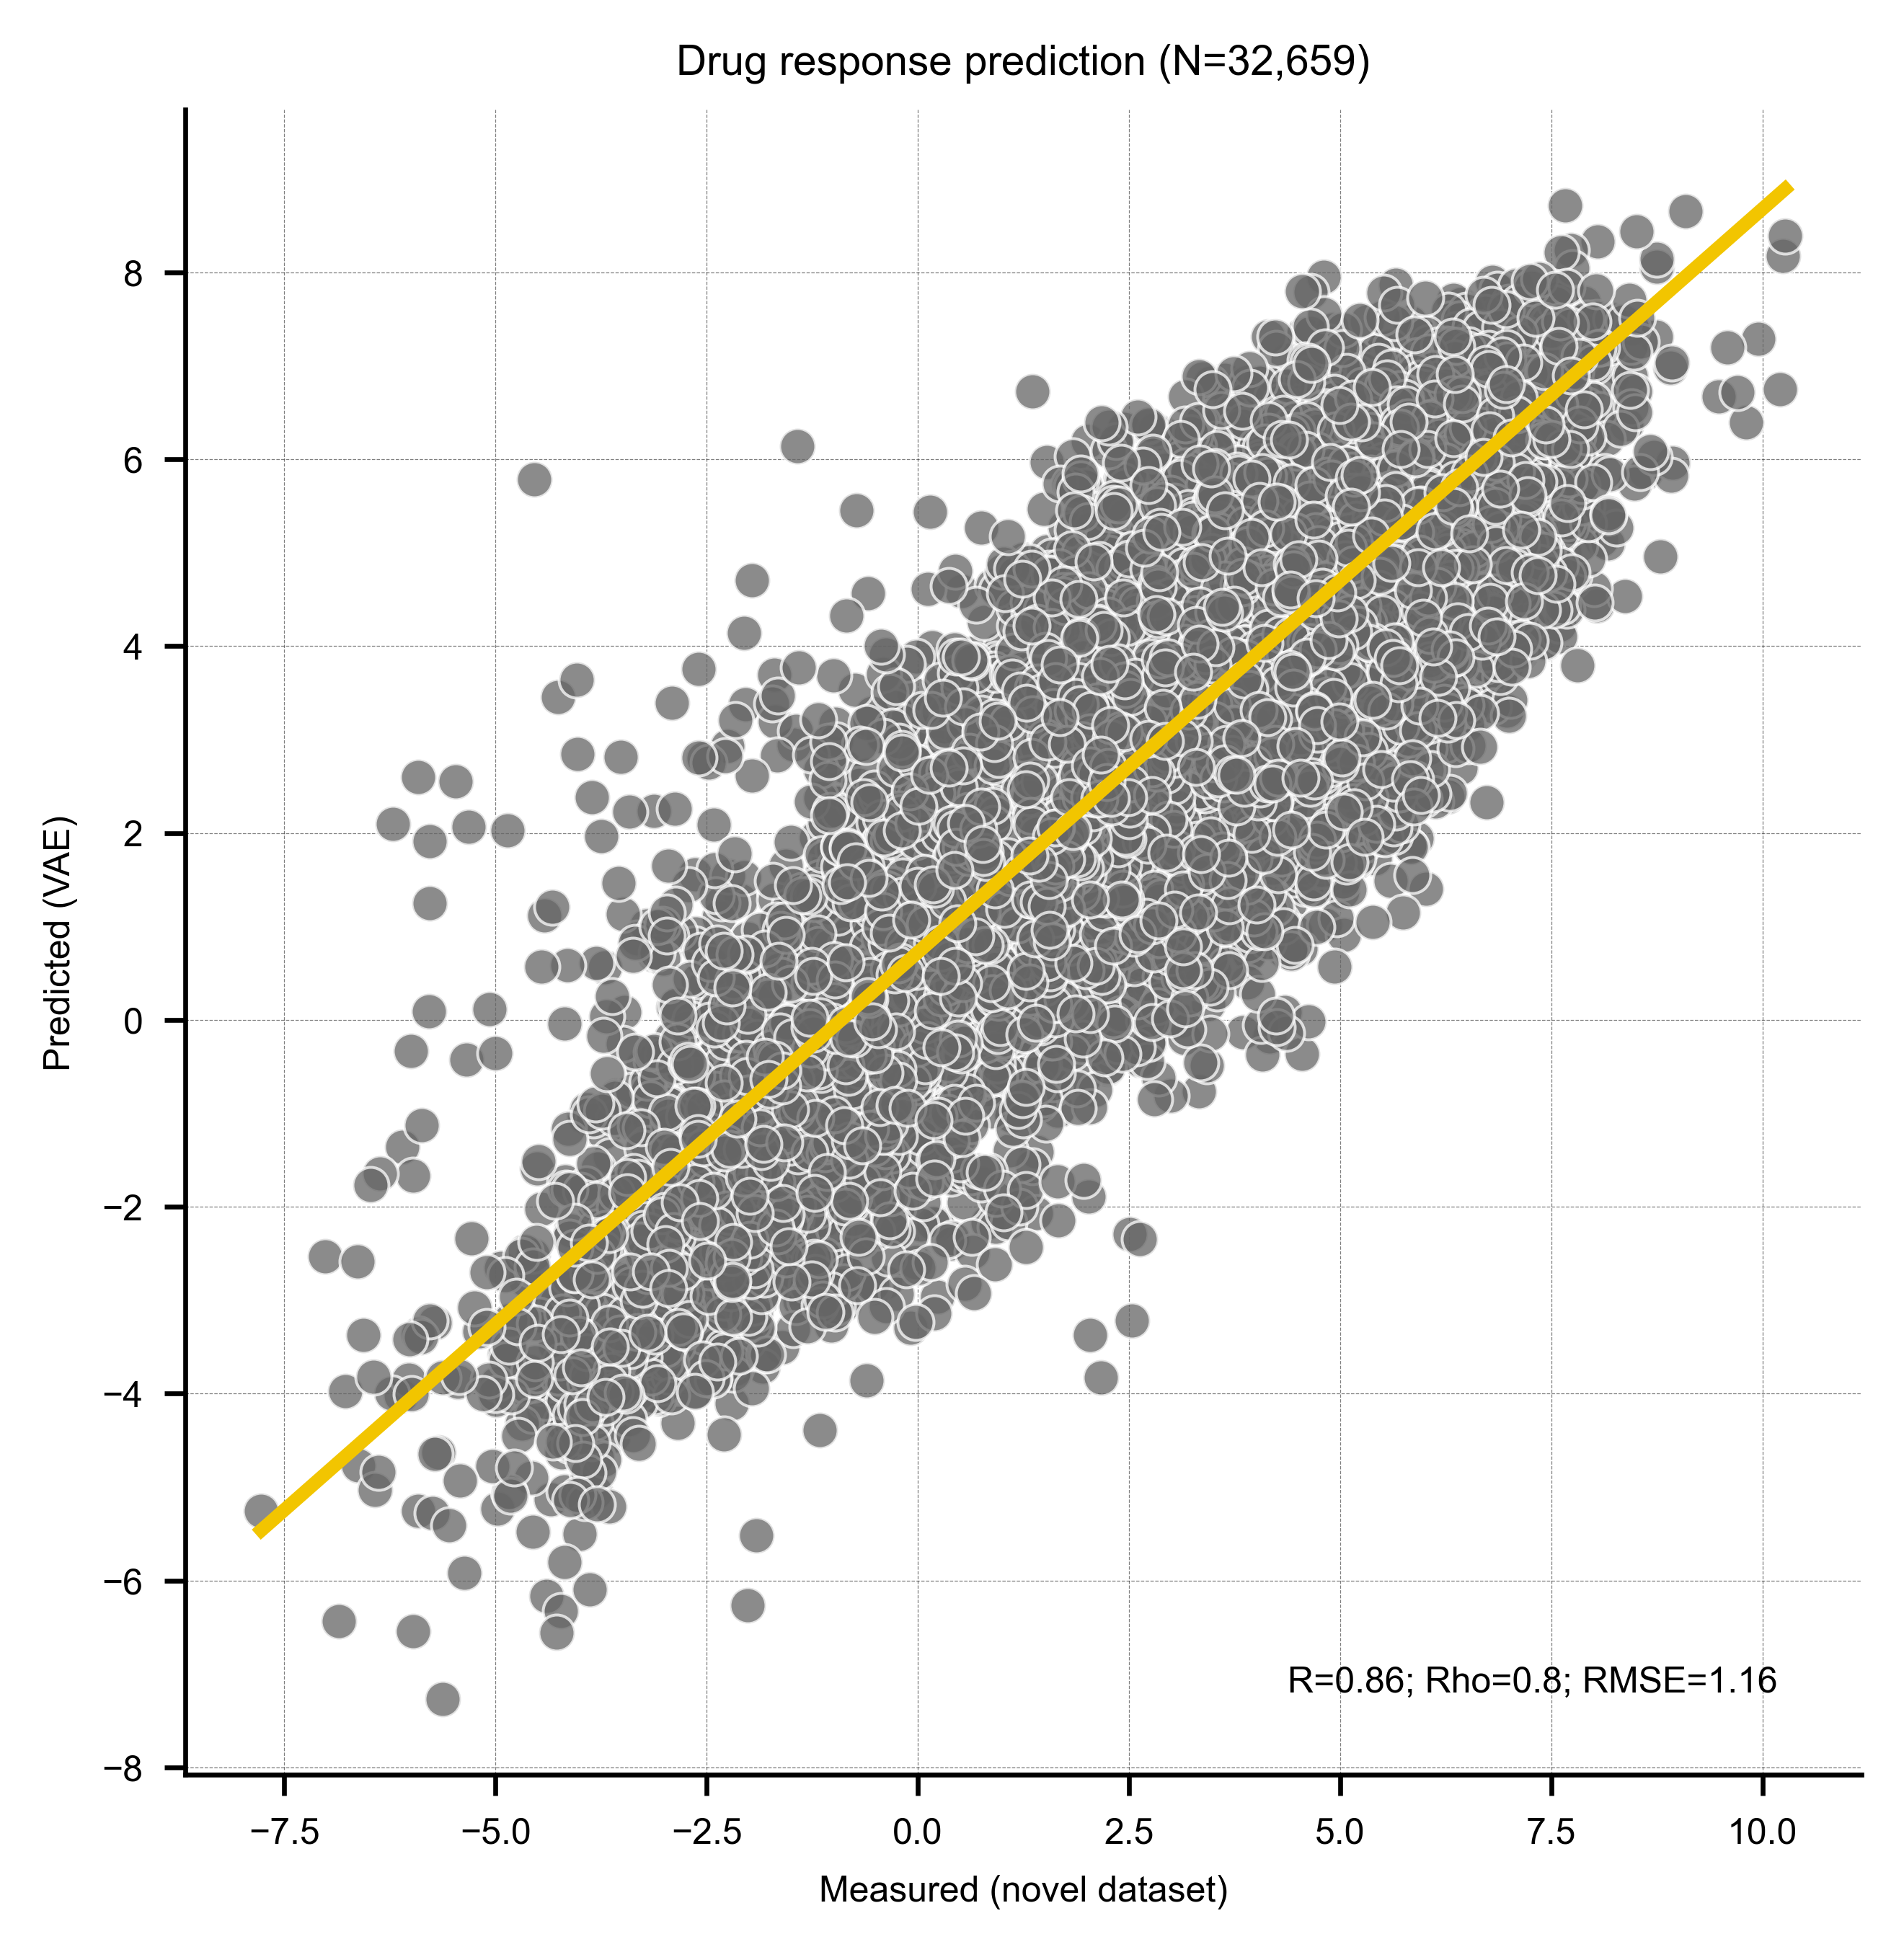 Drug response prediction (N=32,659)
8
6
4
2
0
−2
−4
−6
−8
Predicted (VAE)
R=0.86; Rho=0.8; RMSE=1.16
−7.5 −5.0 −2.5 0.0 2.5 5.0 7.5 10.0
Measured (novel dataset)